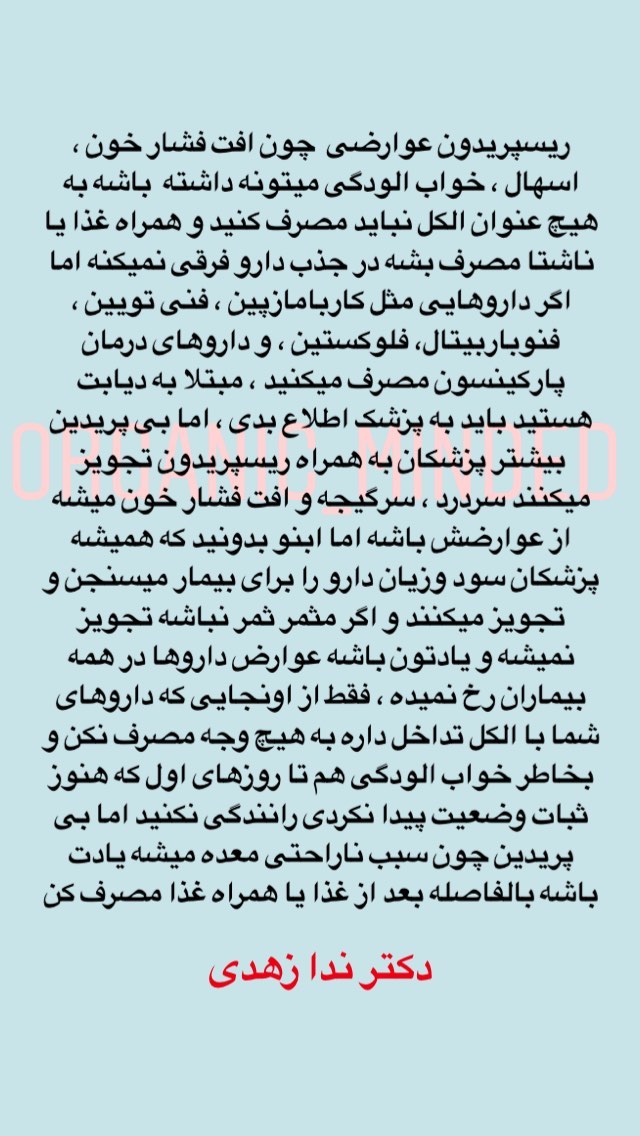 ریسپریدون عوارضی چون افت فشار خون ،
اسهال ، خواب الودگی میتونه داشته باشه به
هیچ عنوان الکل نباید مصرف کنید و همراه غذا یا
ناشتا مصرف بشه در جذب دارو فرقی نمیکنه اما
اگر داروهایی مثل کاربامازپین ، فنی تویین ،
فنوباربیتال، فلوکستین ، و داروهای درمان
پارکینسون مصرف میکنید ، مبتلا به دیابت
هستید باید به پزشک اطلاع بدی ، اما بی پریدین
ORGANIC_MINDED
بیشتر پزشکان به همراه ریسپریدون تجویز
میکنند سردرد ، سرگیجه و افت فشار خون میشه
از عوارضش باشه اما اینو بدونید که همیشه
پزشکان سود وزیان دارو را برای بیمار میسنجن و
تجویز میکنند و اگر مثمر ثمر نباشه تجویز
نمیشه و یادتون باشه عوارض داروها در همه
بیماران رخ نمیده ، فقط از اونجایی که داروهای
شما با الکل تداخل داره به هیچ وجه مصرف نکن و
بخاطر خواب الودگی هم تا روزهای اول که هنوز
ثبات وضعیت پیدا نکردی رانندگی نکنید اما بی
پریدین چون سبب ناراحتی معده میشه یادت
باشه بالفاصله بعد از غذا یا همراه غذا مصرف کن
دکتر ندا زهدی